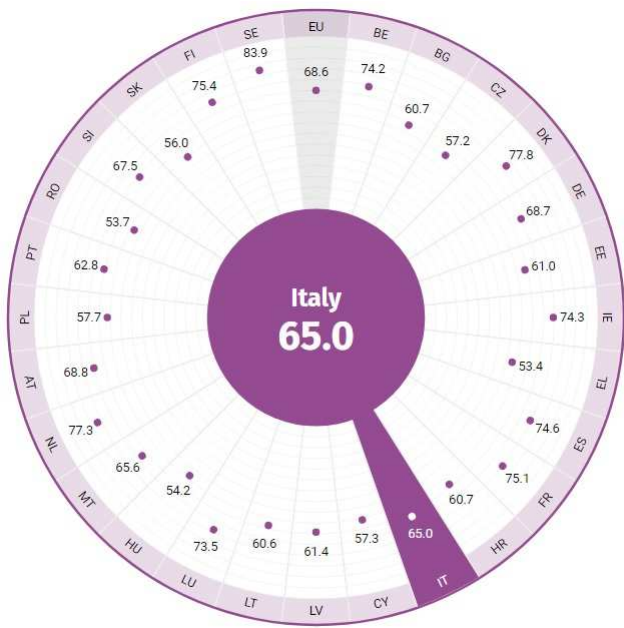 EU
68.6
BE
74.2
BG
60.7
CZ
57.2
DK
77.8
DE
68.7
EE
61.0
IE
74.3
EL
53.4
ES
74.6
FR
75.1
HR
60.7
IT
65.0
CY
57.3
LV
61.4
LT
60.6
LU
73.5
HU
54.2
MT
65.6
NL
77.3
AT
68.8
PL
57.7
PT
62.8
RO
53.7
SI
67.5
SK
56.0
FI
75.4
SE
83.9
Italy
65.0